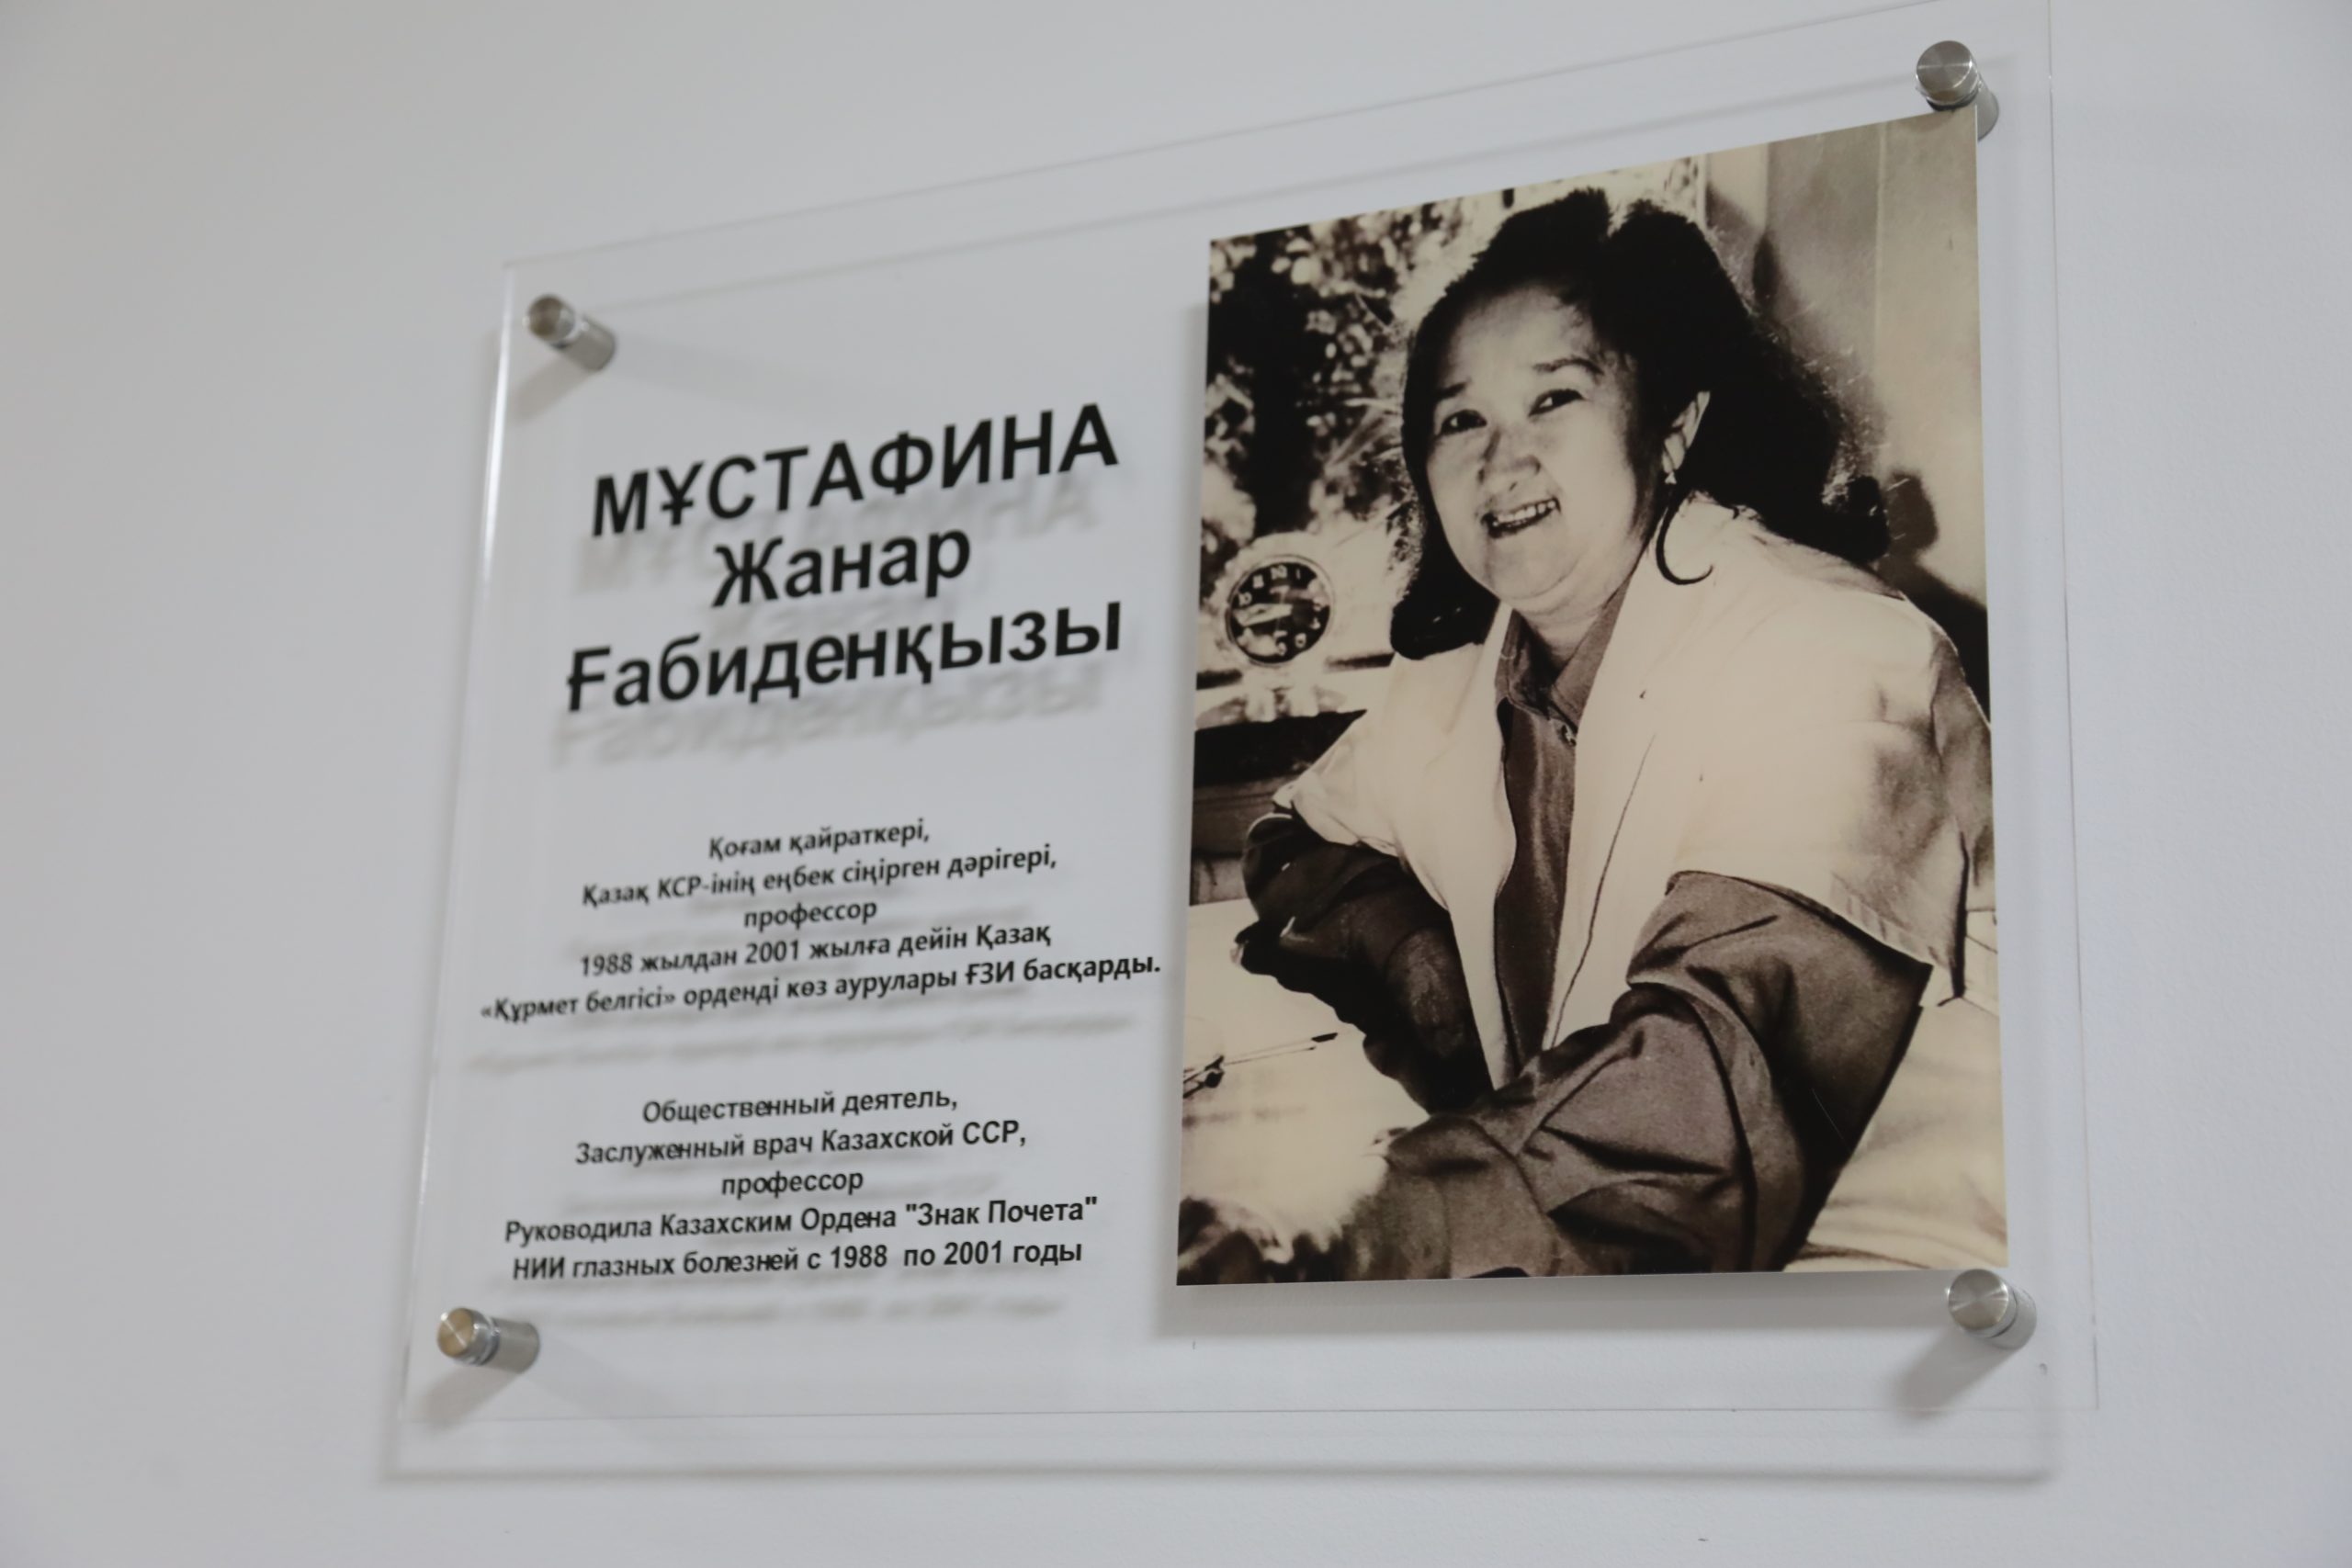 МҰСТАФИНА
Жанар
Ғабиденқызы
Қоғам қайраткері,
Қазақ КСР-інің еңбек сіңірген дәрігері,
профессор
1988 жылдан 2001 жылға дейін Қазақ
«Құрмет белгісі» орденді көз аурулары ҒЗИ басқарды.
Общественный деятель,
Заслуженный врач Казахской ССР,
профессор
Руководила Казахским Ордена "Знак Почета"
НИИ глазных болезней с 1988 по 2001 годы